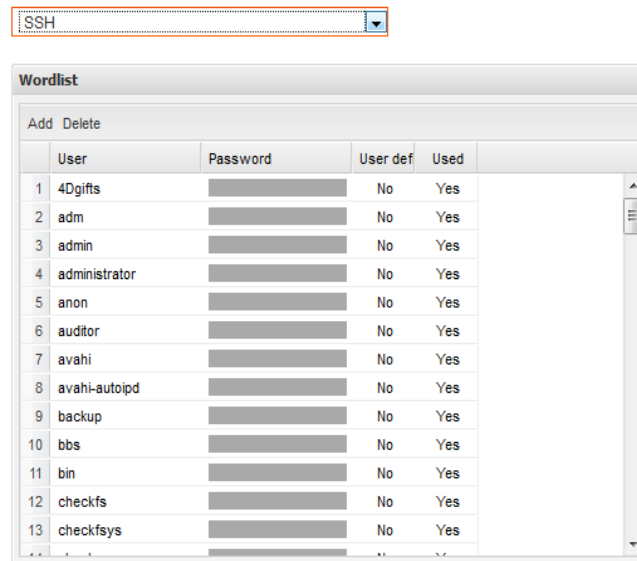 SSH
Wordlist
Add Delete
User Password User def Used
1 4Dgifts No Yes
2 adm No Yes
3 admin No Yes
4 administrator No Yes
5 anon No Yes
6 auditor No Yes
7 avahi No Yes
8 avahi-autoipd No Yes
9 backup No Yes
10 bbs No Yes
11 bin No Yes
12 checkfs No Yes
13 checkfsys No Yes